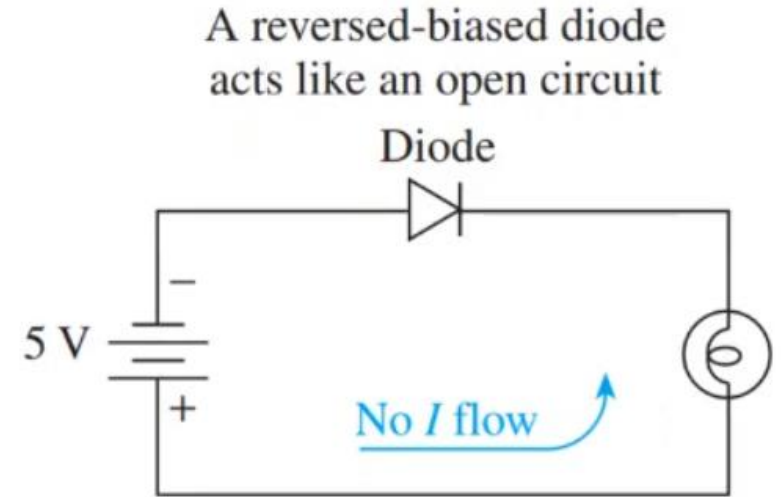 A reversed-biased diode
acts like an open circuit
Diode
−
5 V
+
No I flow